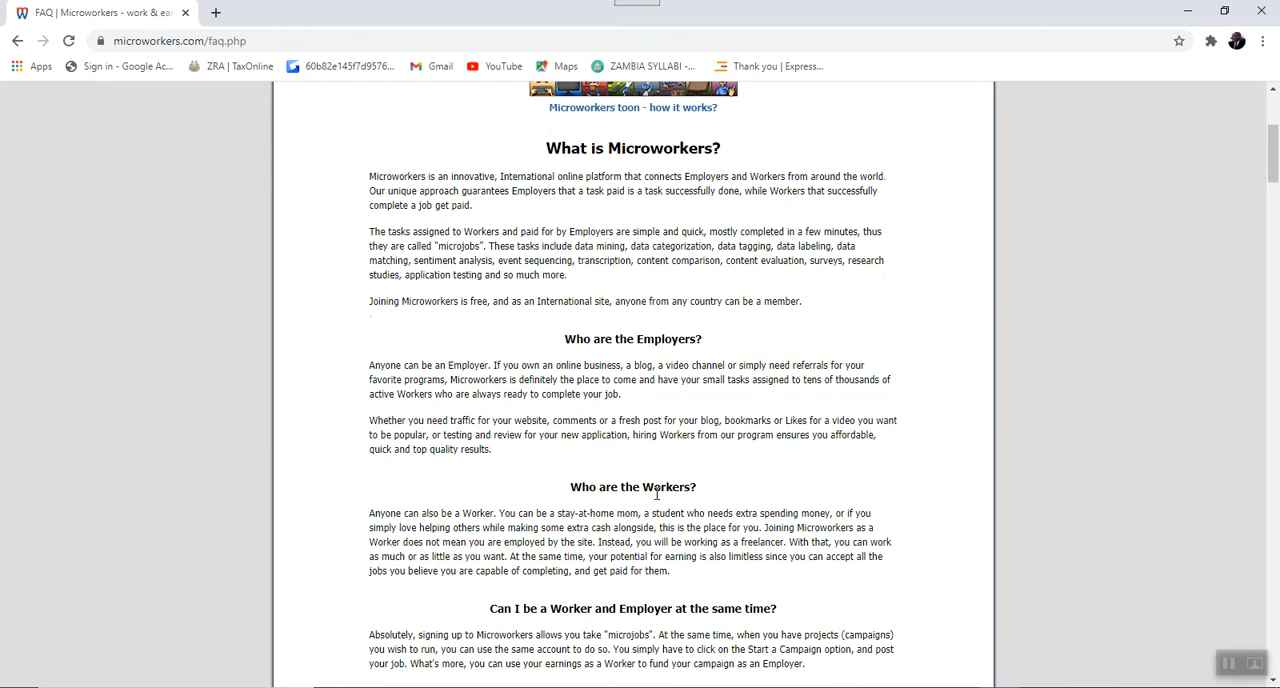 FAQ | Microworkers - work & ear
microworkers.com/faq.php
Apps
Sign in - Google Ac...
ZRA | TaxOnline
60b82e145f7d9576...
Gmail
YouTube
Maps
ZAMBIA SYLLABI -...
Thank you | Express...
Microworkers toon - how it works?
What is Microworkers?
Microworkers is an innovative, International online platform that connects Employers and Workers from around the world.
Our unique approach guarantees Employers that a task paid is a task successfully done, while Workers that successfully
complete a job get paid.
The tasks assigned to Workers and paid for by Employers are simple and quick, mostly completed in a few minutes, thus
they are called "microjobs". These tasks include data mining, data categorization, data tagging, data labeling, data
matching, sentiment analysis, event sequencing, transcription, content comparison, content evaluation, surveys, research
studies, application testing and so much more.
Joining Microworkers is free, and as an International site, anyone from any country can be a member.
Who are the Employers?
Anyone can be an Employer. If you own an online business, a blog, a video channel or simply need referrals for your
favorite programs, Microworkers is definitely the place to come and have your small tasks assigned to tens of thousands of
active Workers who are always ready to complete your job.
Whether you need traffic for your website, comments or a fresh post for your blog, bookmarks or Likes for a video you want
to be popular, or testing and review for your new application, hiring Workers from our program ensures you affordable,
quick and top quality results.
Who are the Workers?
Anyone can also be a Worker. You can be a stay-at-home mom, a student who needs extra spending money, or if you
simply love helping others while making some extra cash alongside, this is the place for you. Joining Microworkers as a
Worker does not mean you are employed by the site. Instead, you will be working as a freelancer. With that, you can work
as much or as little as you want. At the same time, your potential for earning is also limitless since you can accept all the
jobs you believe you are capable of completing, and get paid for them.
Can I be a Worker and Employer at the same time?
Absolutely, signing up to Microworkers allows you take "microjobs". At the same time, when you have projects (campaigns)
you wish to run, you can use the same account to do so. You simply have to click on the Start a Campaign option, and post
your job. What's more, you can use your earnings as a Worker to fund your campaign as an Employer.